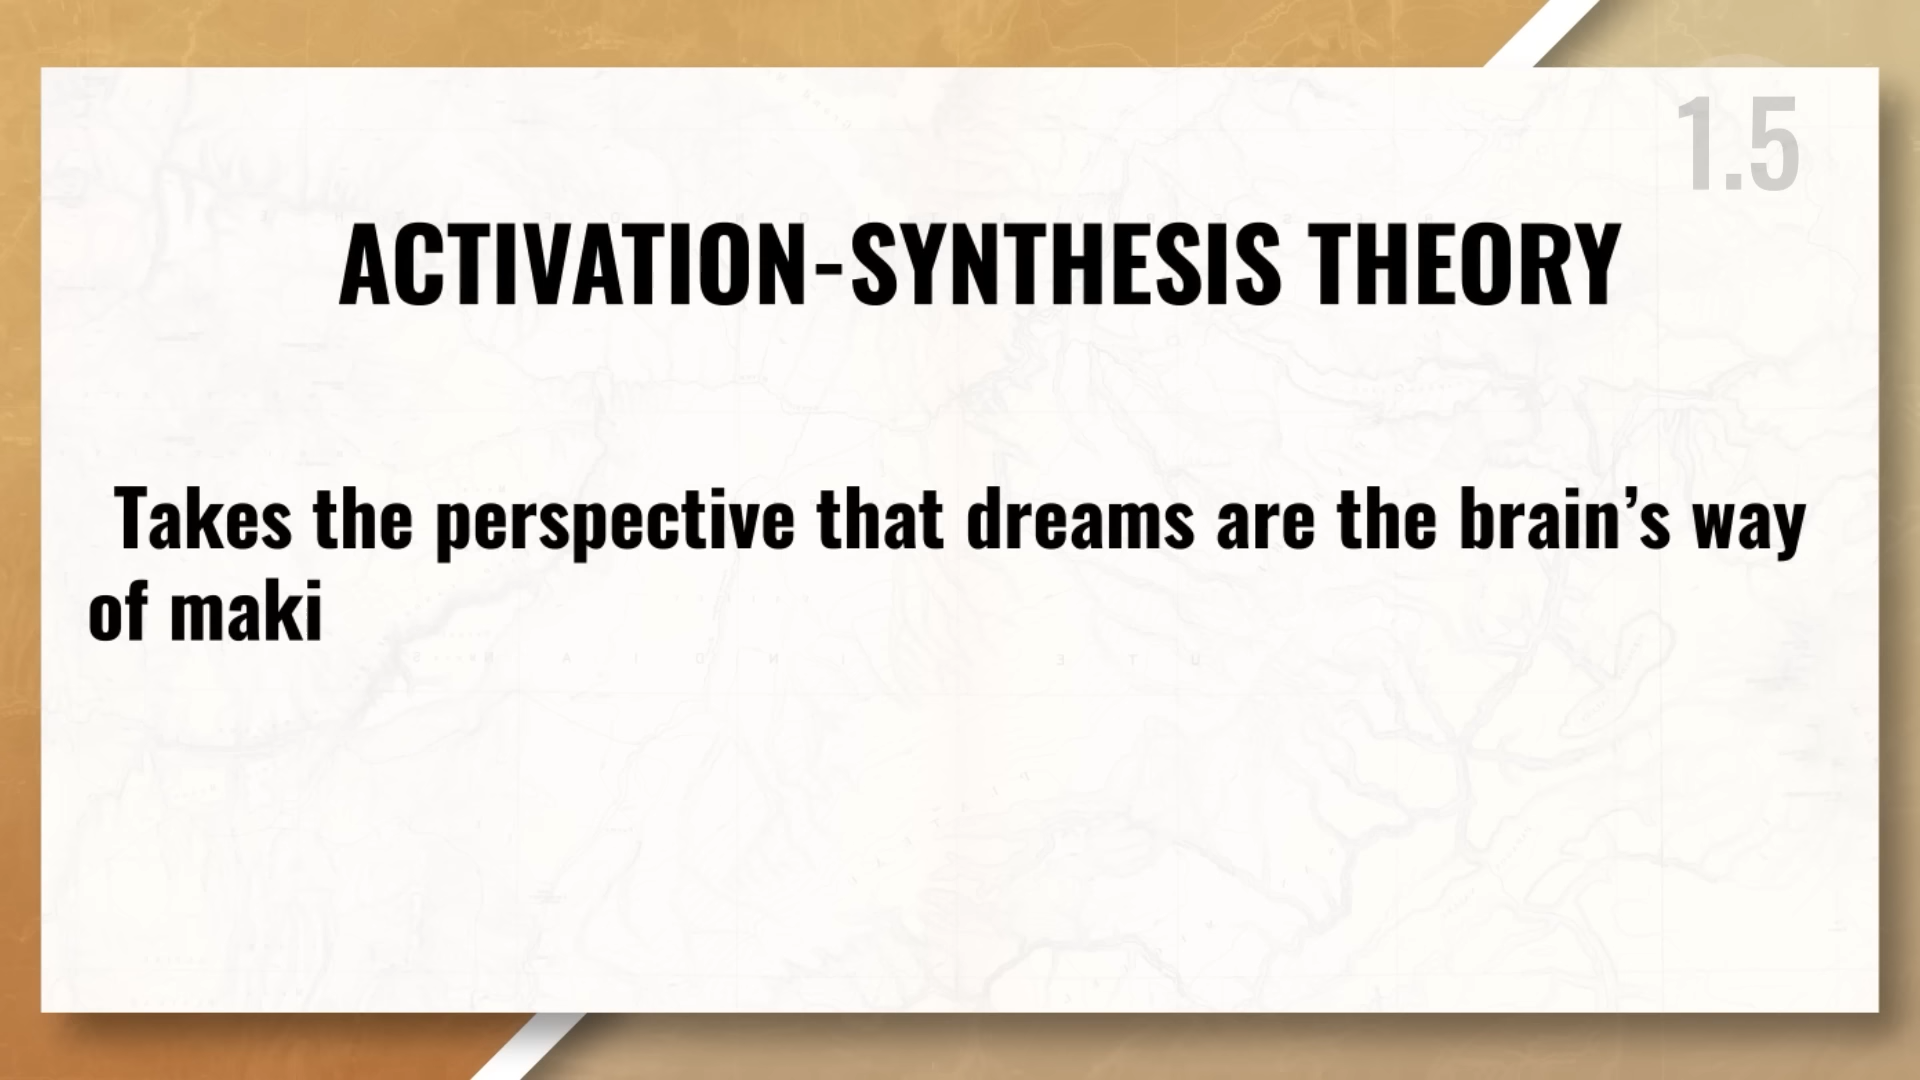 1.5
ACTIVATION-SYNTHESIS THEORY
Takes the perspective that dreams are the brain’s way
of maki